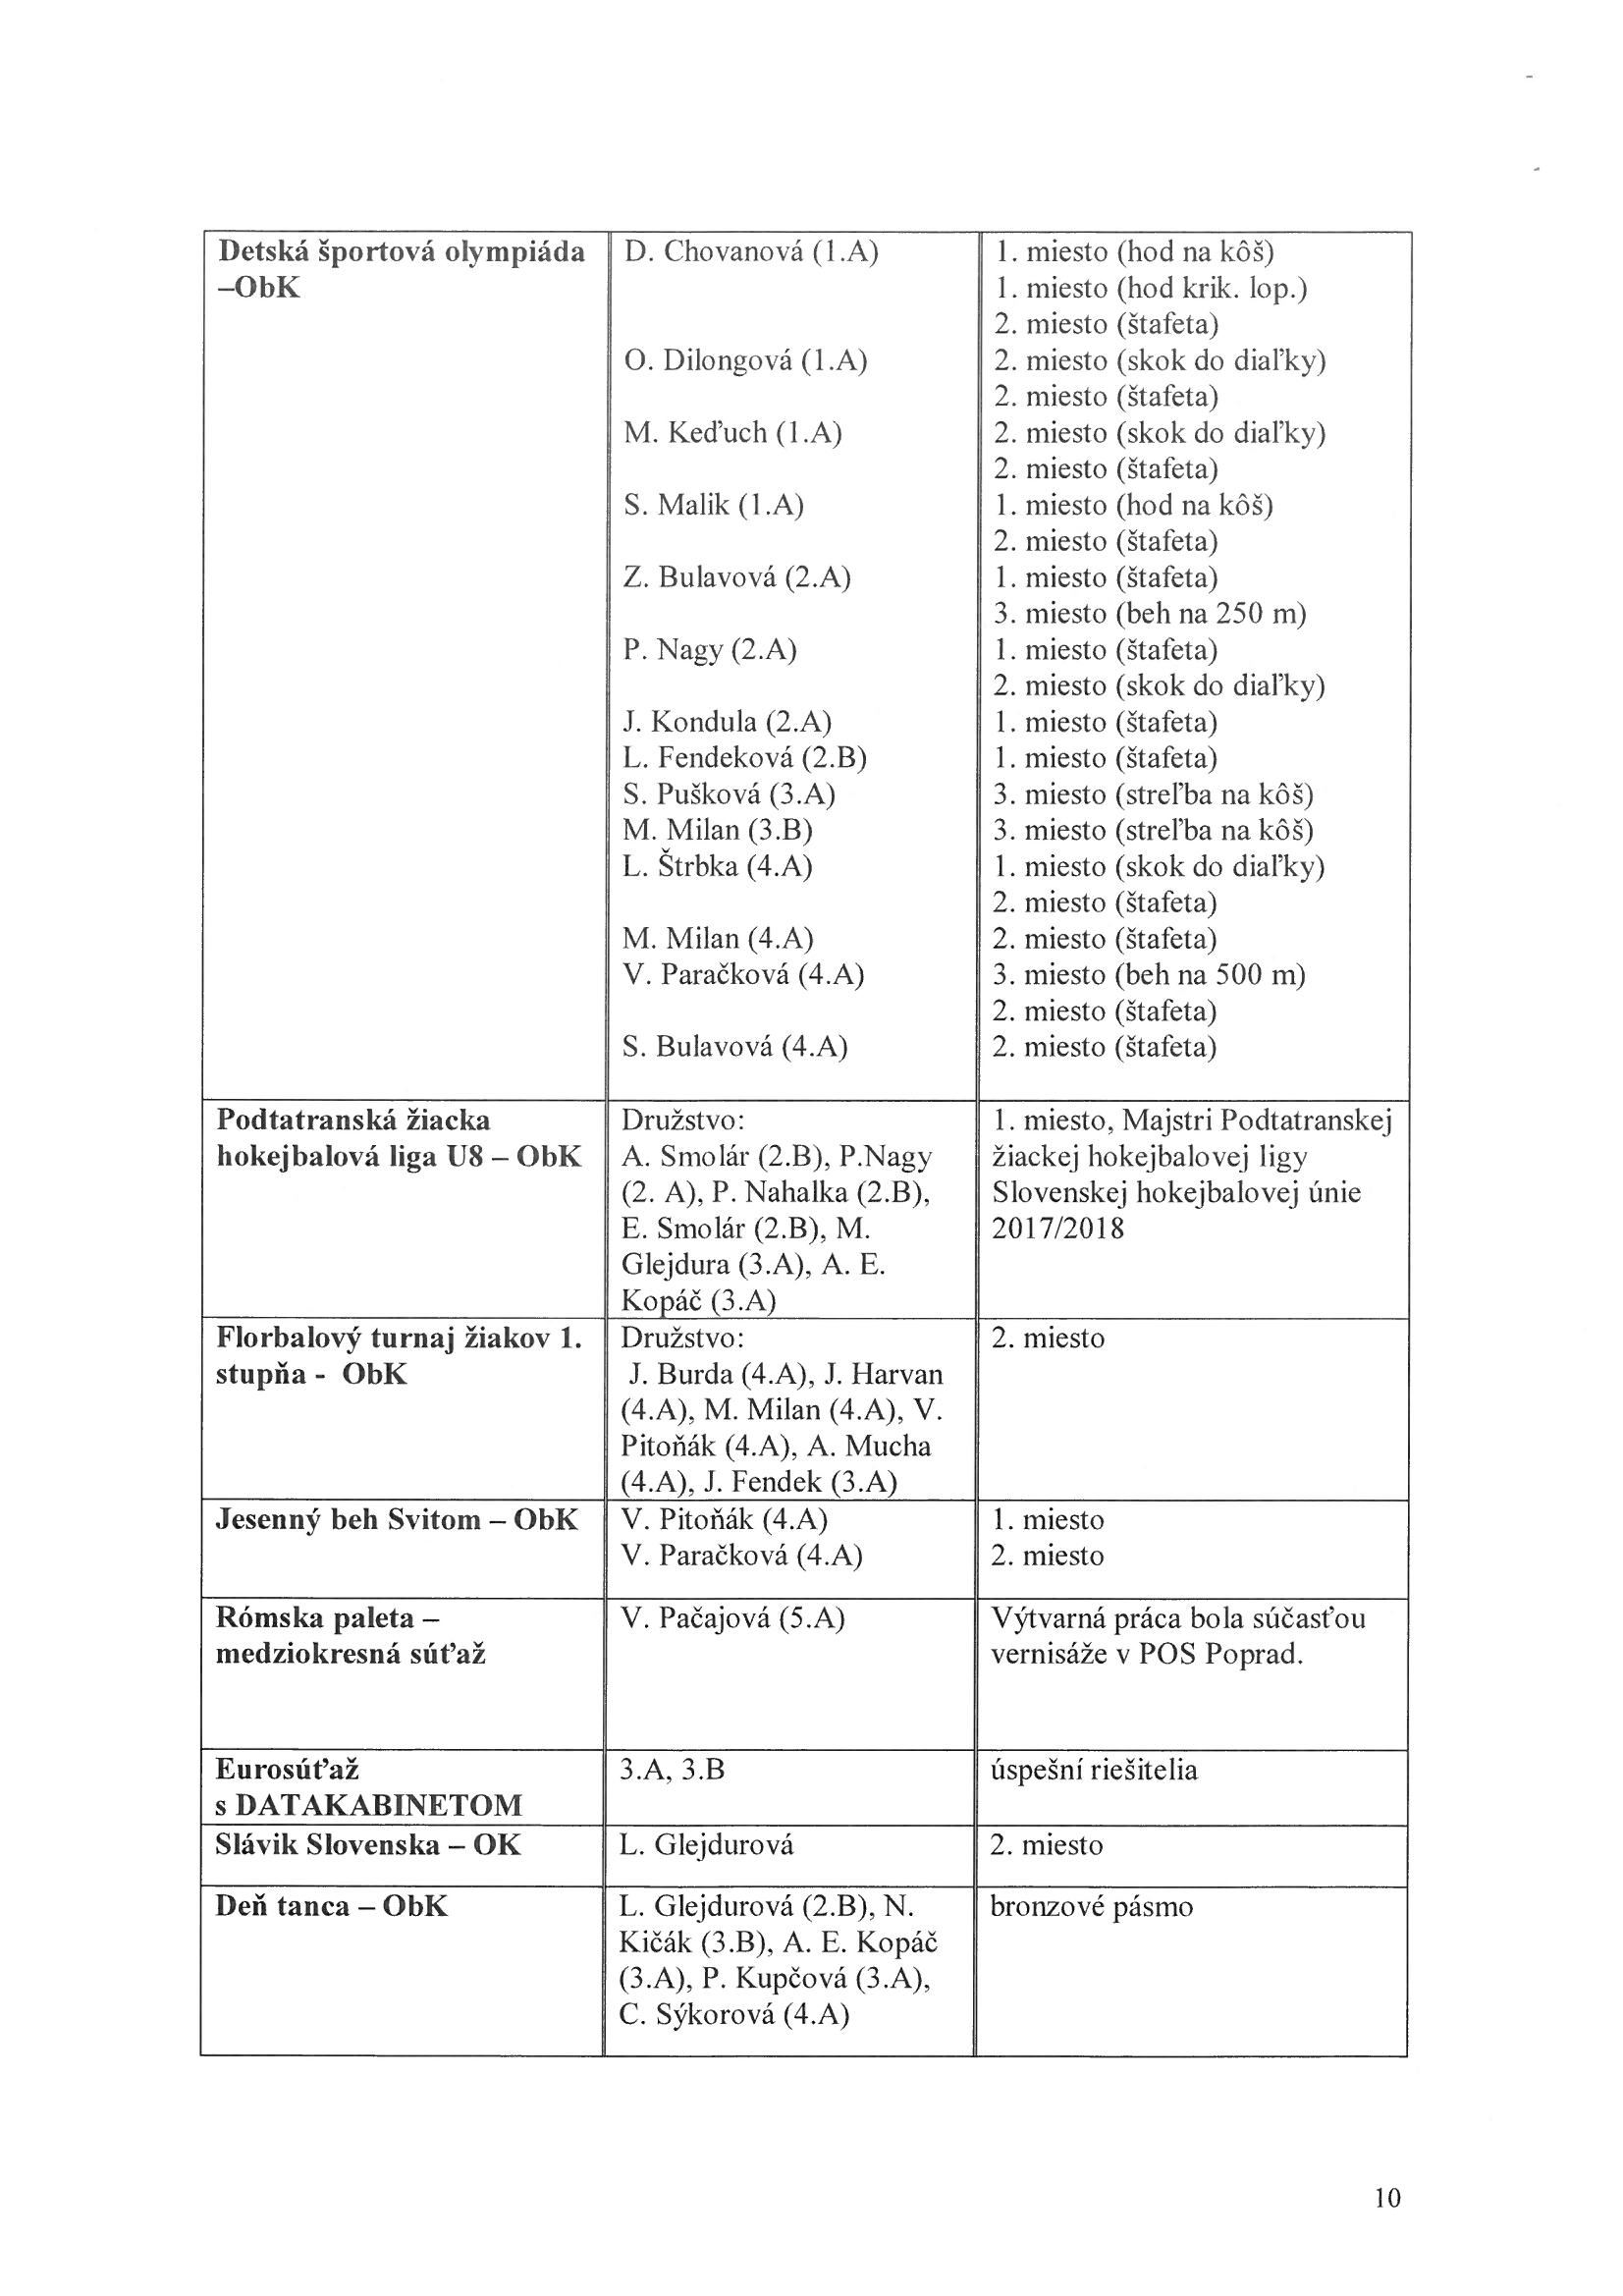 Detská športová olympiáda
–ObK
D. Chovanová (1.A)
1. miesto (hod na kôš)
1. miesto (hod krik. lop.)
2. miesto (štafeta)
O. Dilongová (1.A)
2. miesto (skok do diaľky)
2. miesto (štafeta)
M. Keďuch (1.A)
2. miesto (skok do diaľky)
2. miesto (štafeta)
S. Malik (1.A)
1. miesto (hod na kôš)
2. miesto (štafeta)
Z. Bulavová (2.A)
1. miesto (štafeta)
3. miesto (beh na 250 m)
P. Nagy (2.A)
1. miesto (štafeta)
2. miesto (skok do diaľky)
J. Kondula (2.A)
1. miesto (štafeta)
L. Fendeková (2.B)
1. miesto (štafeta)
S. Pušková (3.A)
3. miesto (streľba na kôš)
M. Milan (3.B)
3. miesto (streľba na kôš)
L. Štrbka (4.A)
1. miesto (skok do diaľky)
2. miesto (štafeta)
M. Milan (4.A)
2. miesto (štafeta)
V. Paračková (4.A)
3. miesto (beh na 500 m)
2. miesto (štafeta)
S. Bulavová (4.A)
2. miesto (štafeta)
Podtatranská žiacka
hokejbalová liga U8 – ObK
Družstvo:
A. Smolár (2.B), P.Nagy
(2. A), P. Nahalka (2.B),
E. Smolár (2.B), M.
Glejdura (3.A), A. E.
Kopáč (3.A)
1. miesto, Majstri Podtatranskej
žiackej hokejbalovej ligy
Slovenskej hokejbalovej únie
2017/2018
Florbalový turnaj žiakov 1.
stupňa - ObK
Družstvo:
J. Burda (4.A), J. Harvan
(4.A), M. Milan (4.A), V.
Pitoňák (4.A), A. Mucha
(4.A), J. Fendek (3.A)
2. miesto
Jesenný beh Svitom – ObK
V. Pitoňák (4.A)
V. Paračková (4.A)
1. miesto
2. miesto
Rómska paleta –
medziokresná súťaž
V. Pačajová (5.A)
Výtvarná práca bola súčasťou
vernisáže v POS Poprad.
Eurosúťaž
s DATAKABINETOM
3.A, 3.B
úspešní riešitelia
Slávik Slovenska – OK
L. Glejdurová
2. miesto
Deň tanca – ObK
L. Glejdurová (2.B), N.
Kičák (3.B), A. E. Kopáč
(3.A), P. Kupčová (3.A),
C. Sýkorová (4.A)
bronzové pásmo
10